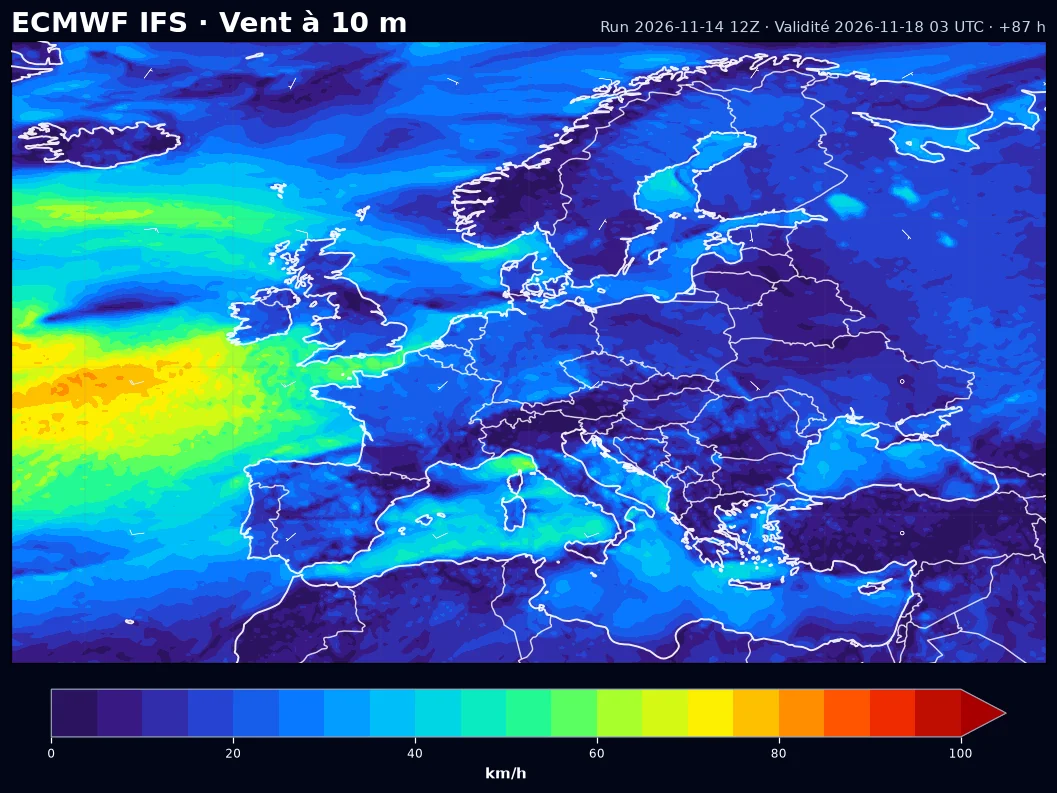 ECMWF IFS · Vent à 10 m
Run 2026-11-14 12Z · Validité 2026-11-18 03 UTC · +87 h
0 20 40 60 80 100
km/h